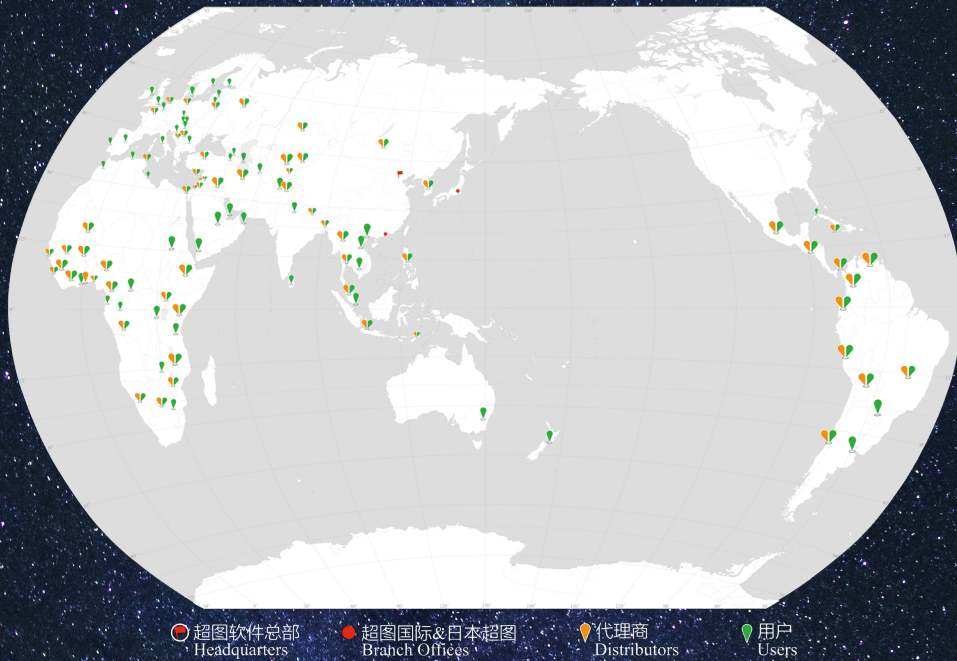 超图软件总部
Headquarters
超图国际&日本超图
Branch Offices
代理商
Distributors
用户
Users